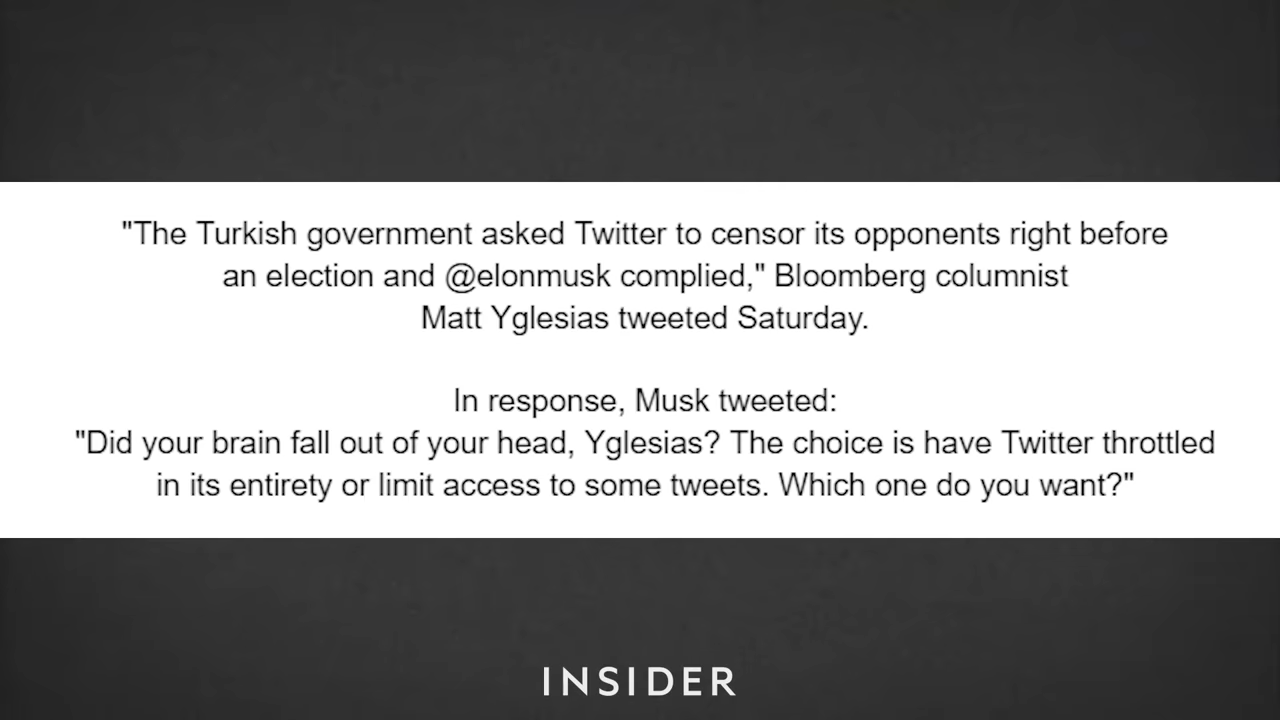 "The Turkish government asked Twitter to censor its opponents right before
an election and @elonmusk complied," Bloomberg columnist
Matt Yglesias tweeted Saturday.
In response, Musk tweeted:
"Did your brain fall out of your head, Yglesias? The choice is have Twitter throttled
in its entirety or limit access to some tweets. Which one do you want?"
INSIDER